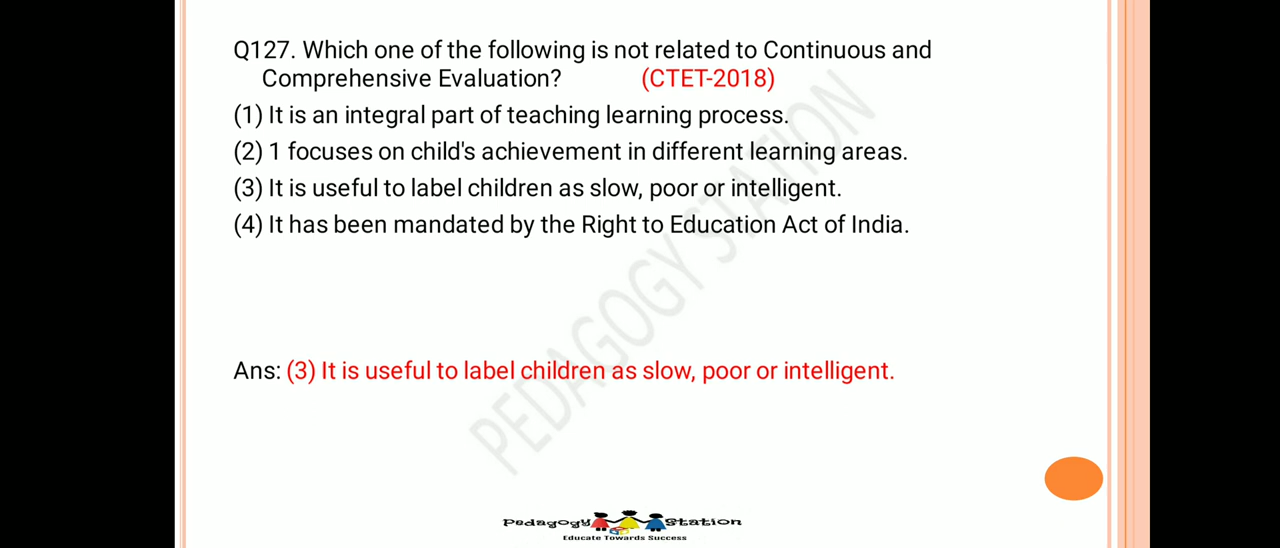 Q127. Which one of the following is not related to Continuous and
Comprehensive Evaluation? (CTET-2018)
(1) It is an integral part of teaching learning process.
(2) 1 focuses on child's achievement in different learning areas.
(3) It is useful to label children as slow, poor or intelligent.
(4) It has been mandated by the Right to Education Act of India.
PEDAGOGY STATION
Ans: (3) It is useful to label children as slow, poor or intelligent.
Pedagogy Station
Educate Towards Success